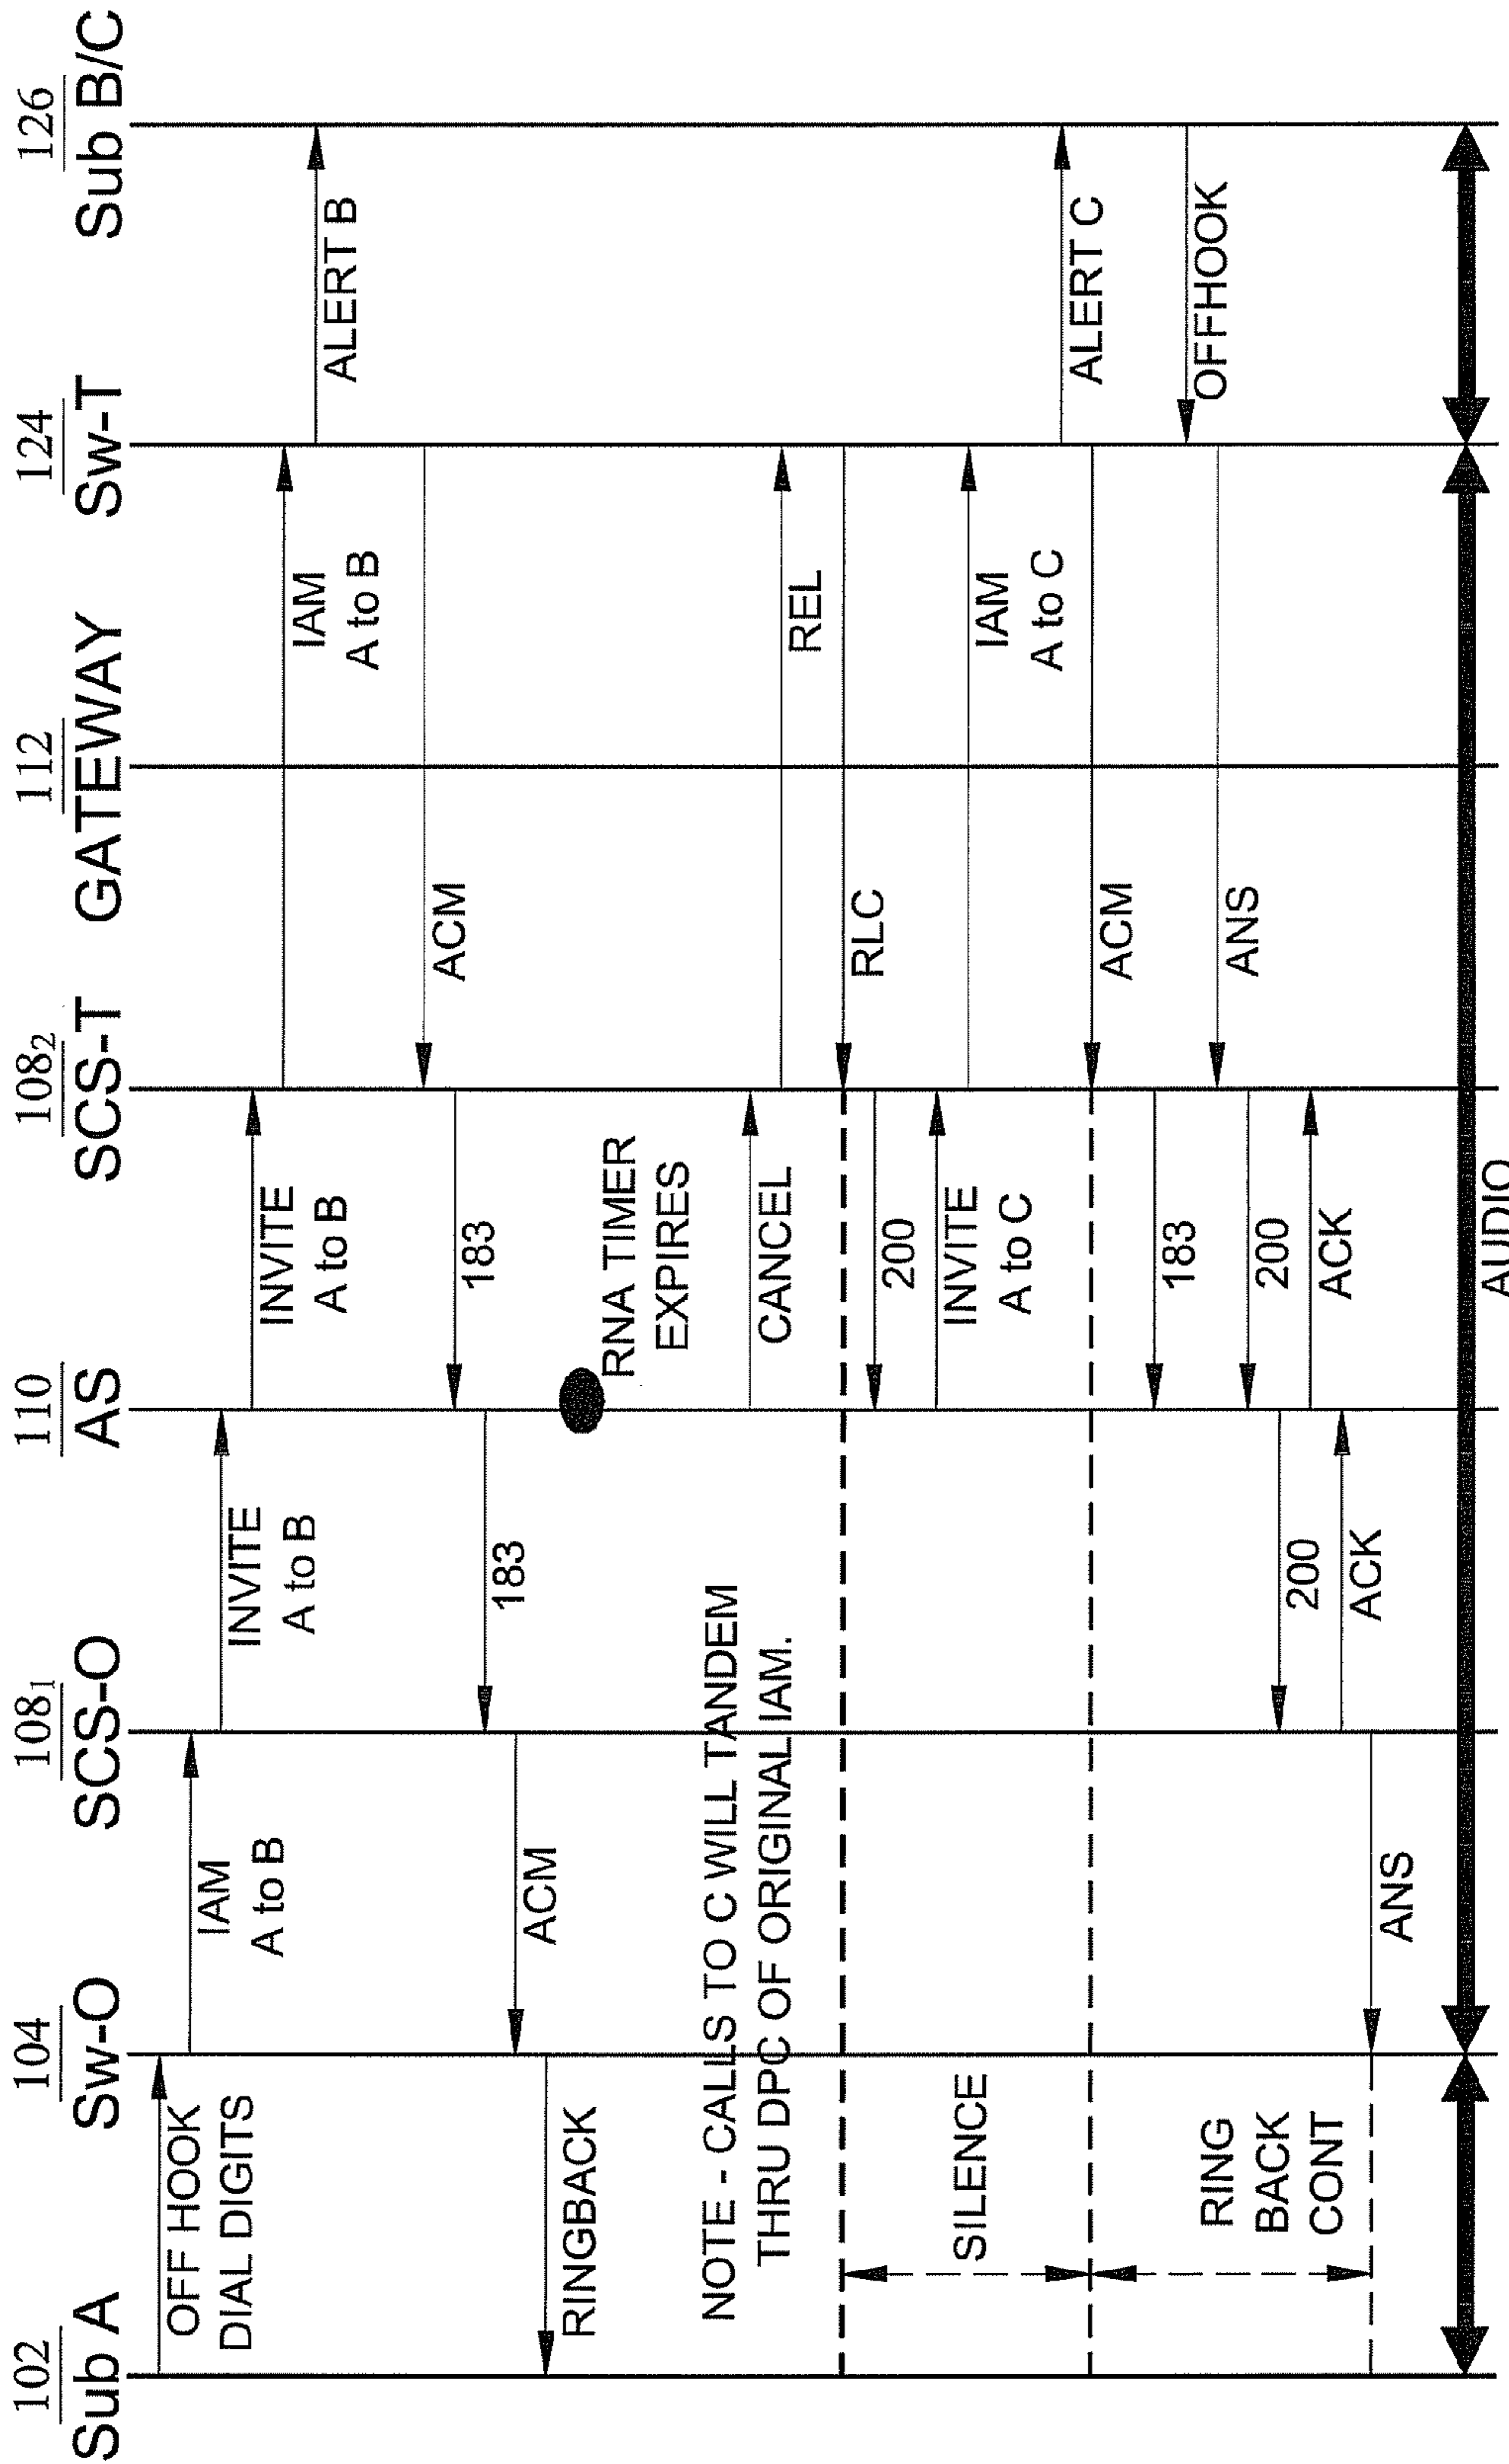 102
Sub A
104
Sw-O
108₁
SCS-O
110
AS
108₂
SCS-T
112
GATEWAY
124
Sw-T
126
Sub B/C
OFF HOOK
DIAL DIGITS
IAM
A to B
INVITE
A to B
INVITE
A to B
IAM
A to B
ALERT B
ACM
183
183
ACM
RINGBACK
RNA TIMER
EXPIRES
NOTE - CALLS TO C WILL TANDEM
THRU DPC OF ORIGINAL IAM.
CANCEL
REL
RLC
200
INVITE
A to C
IAM
A to C
SILENCE
ALERT C
ACM
183
OFFHOOK
ANS
200
200
ACK
ACK
RING
BACK
CONT
ANS
AUDIO